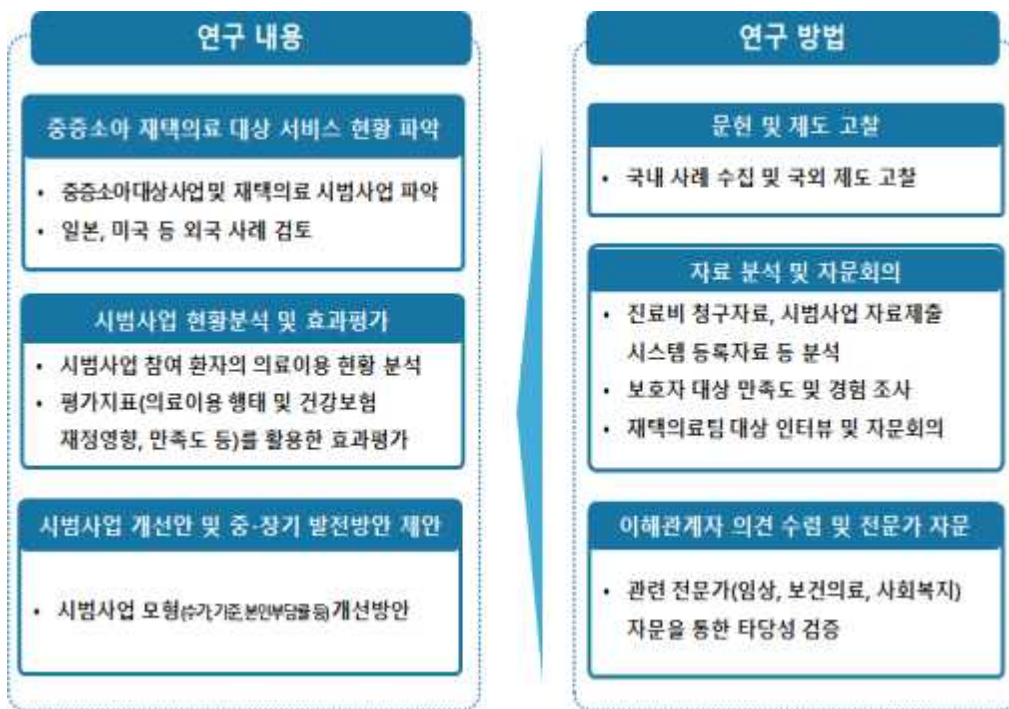 연구 내용
중증소아 재택의료 대상 서비스 현황 파악
• 중증소아대상사업 및 재택의료 시범사업 파악
• 일본, 미국 등 외국 사례 검토
시범사업 현황분석 및 효과평가
• 시범사업 참여 환자의 의료이용 현황 분석
• 평가지표(의료이용 행태 및 건강보험
재정영향, 만족도 등)를 활용한 효과평가
시범사업 개선안 및 중·장기 발전방안 제안
• 시범사업 모형(수가, 기준, 본인부담률 등) 개선방안
연구 방법
문헌 및 제도 고찰
• 국내 사례 수집 및 국외 제도 고찰
자료 분석 및 자문회의
• 진료비 청구자료, 시범사업 자료제출
시스템 등록자료 등 분석
• 보호자 대상 만족도 및 경험 조사
• 재택의료팀 대상 인터뷰 및 자문회의
이해관계자 의견 수렴 및 전문가 자문
• 관련 전문가(임상, 보건의료, 사회복지)
자문을 통한 타당성 검증